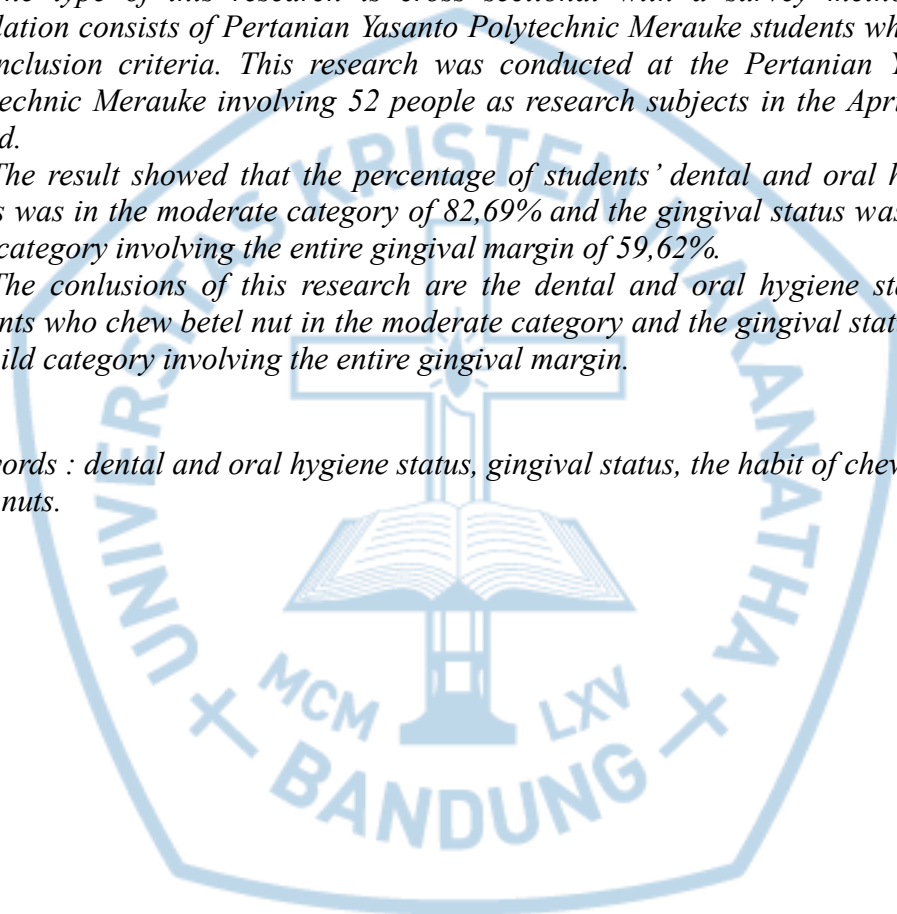 type of this research is cross sectional with a survey
lation consists of Pertanian Yasanto Polytechnic Merauke students wh
nclusion criteria. This research was conducted at the Pertanian Y
echnic Merauke involving 52 people as research subjects in the Apr
d.
The result showed that the percentage of students' dental and oral h
s was in the moderate category of 82,69% and the gingival status was
category involving the entire gingival margin of 59,62%.
The conlusions of this research are the dental and oral hygiene st
nts who chew betel nut in the moderate category and the gingival stat
ild category involving the entire gingival margin.
ords : dental and oral hygiene status, gingival status, the habit of chew
nuts.
UNIVERSITAS KRISTEN MARANATHA
MCM LXV
BANDUNG